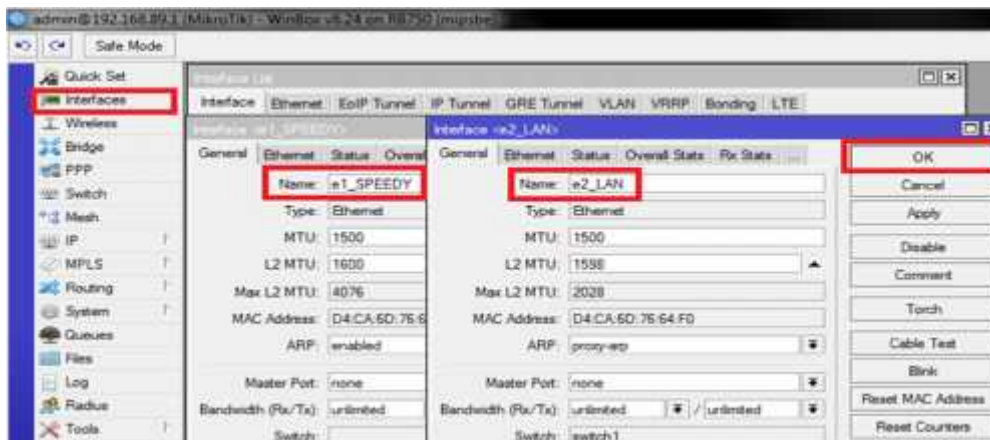 admin@192.168.89.1 (MikroTik) - WinBox v6.24 on RB750 (mipsbe)
Safe Mode
Quick Set
Interfaces
Wireless
Bridge
PPP
Switch
Mesh
IP
MPLS
Routing
System
Queues
Files
Log
Radius
Tools
Interface List
Interface Ethernet EoIP Tunnel IP Tunnel GRE Tunnel VLAN VRRP Bonding LTE
Interface <e1_SPEEDY>
General Ethernet Status Overall
Name: e1_SPEEDY
Type: Ethernet
MTU: 1500
L2 MTU: 1600
Max L2 MTU: 4076
MAC Address: D4:CA:6D:76:6
ARP: enabled
Master Port: none
Bandwidth (Rx/Tx): unlimited
Switch:
Interface <e2_LAN>
General Ethernet Status Overall Stats Rx Stats ...
Name: e2_LAN
Type: Ethernet
MTU: 1500
L2 MTU: 1598
Max L2 MTU: 2028
MAC Address: D4:CA:6D:76:64:F0
ARP: proxy-arp
Master Port: none
Bandwidth (Rx/Tx): unlimited / unlimited
Switch: switch1
OK
Cancel
Apply
Disable
Comment
Torch
Cable Test
Blink
Reset MAC Address
Reset Counters